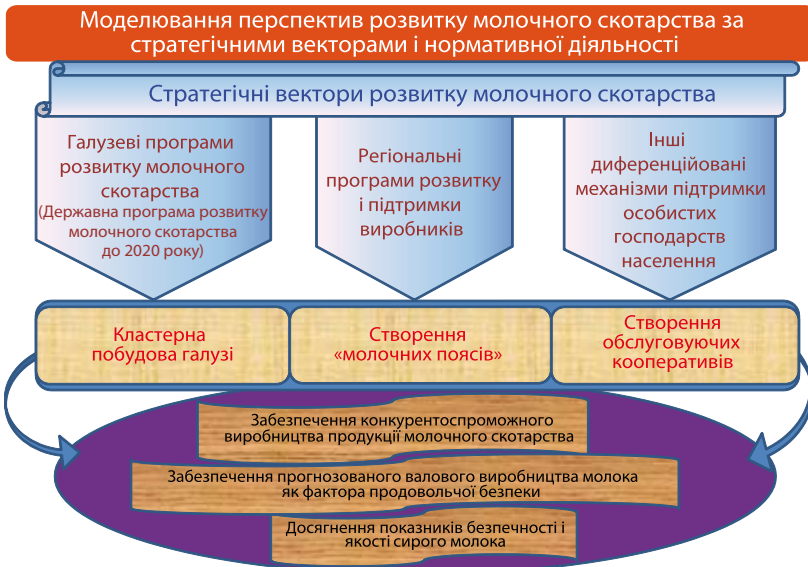 Моделювання перспектив розвитку молочного скотарства за
стратегічними векторами і нормативної діяльності
Стратегічні вектори розвитку молочного скотарства
Галузеві програми
розвитку молочного
скотарства
(Державна програма розвитку
молочного скотарства
до 2020 року)
Регіональні
програми розвитку
і підтримки
виробників
Інші
диференційовані
механізми підтримки
особистих
господарств
населення
Кластерна
побудова галузі
Створення
«молочних поясів»
Створення
обслуговуючих
кооперативів
Забезпечення конкурентоспроможного
виробництва продукції молочного скотарства
Забезпечення прогнозованого валового виробництва молока
як фактора продовольчої безпеки
Досягнення показників безпечності і
якості сирого молока